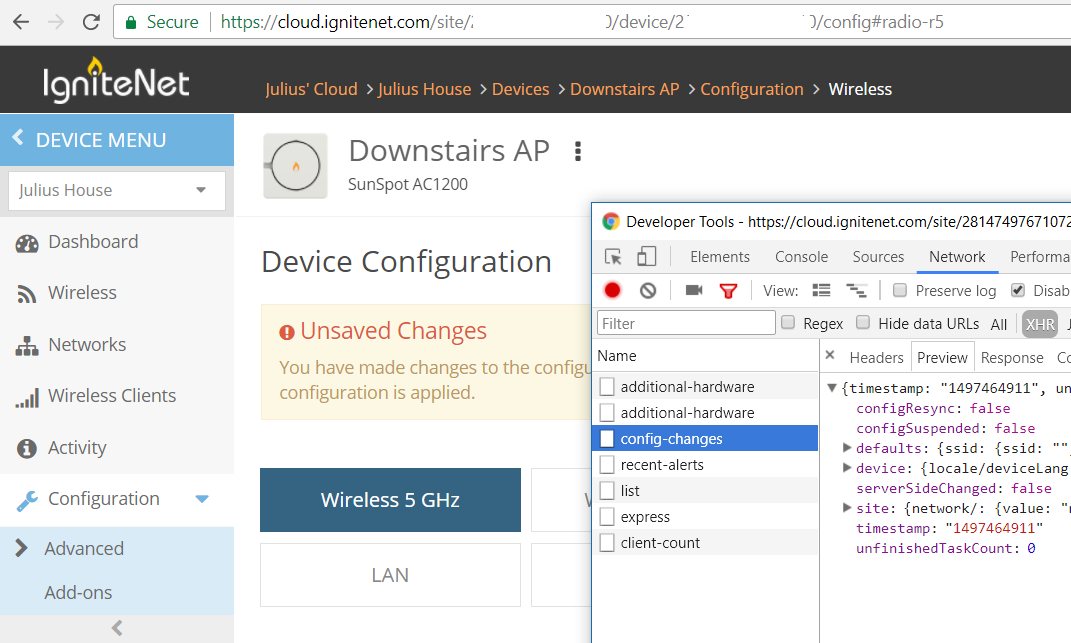 Secure https://cloud.ignitenet.com/site/ /device/2 /config#radio-r5
IgniteNet
Julius' Cloud > Julius House > Devices > Downstairs AP > Configuration > Wireless
DEVICE MENU
Julius House
Dashboard
Wireless
Networks
Wireless Clients
Activity
Configuration
Advanced
Add-ons
Downstairs AP
SunSpot AC1200
Device Configuration
Unsaved Changes
You have made changes to the configu
configuration is applied.
Wireless 5 GHz
LAN
Developer Tools - https://cloud.ignitenet.com/site/28147497671072
Elements Console Sources Network Performa
View: Preserve log Disab
Filter Regex Hide data URLs All XHR
Name
additional-hardware
additional-hardware
config-changes
recent-alerts
list
express
client-count
× Headers Preview Response Co
{timestamp: "1497464911", un
configResync: false
configSuspended: false
defaults: {ssid: {ssid: "",
device: {locale/deviceLang
serverSideChanged: false
site: {network/: {value: "
timestamp: "1497464911"
unfinishedTaskCount: 0